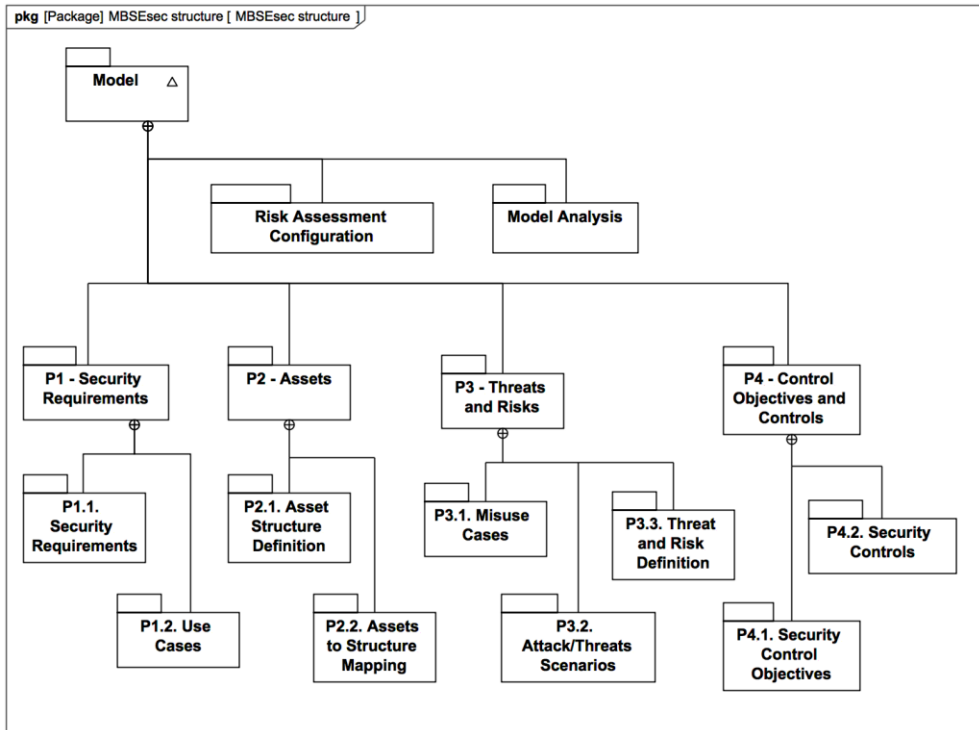 pkg [Package] MBSEsec structure [ MBSEsec structure ]
Model
Risk Assessment
Configuration
Model Analysis
P1 - Security
Requirements
P2 - Assets
P3 - Threats
and Risks
P4 - Control
Objectives and
Controls
P1.1.
Security
Requirements
P2.1. Asset
Structure
Definition
P3.1. Misuse
Cases
P3.3. Threat
and Risk
Definition
P4.2. Security
Controls
P1.2. Use
Cases
P2.2. Assets
to Structure
Mapping
P3.2.
Attack/Threats
Scenarios
P4.1. Security
Control
Objectives